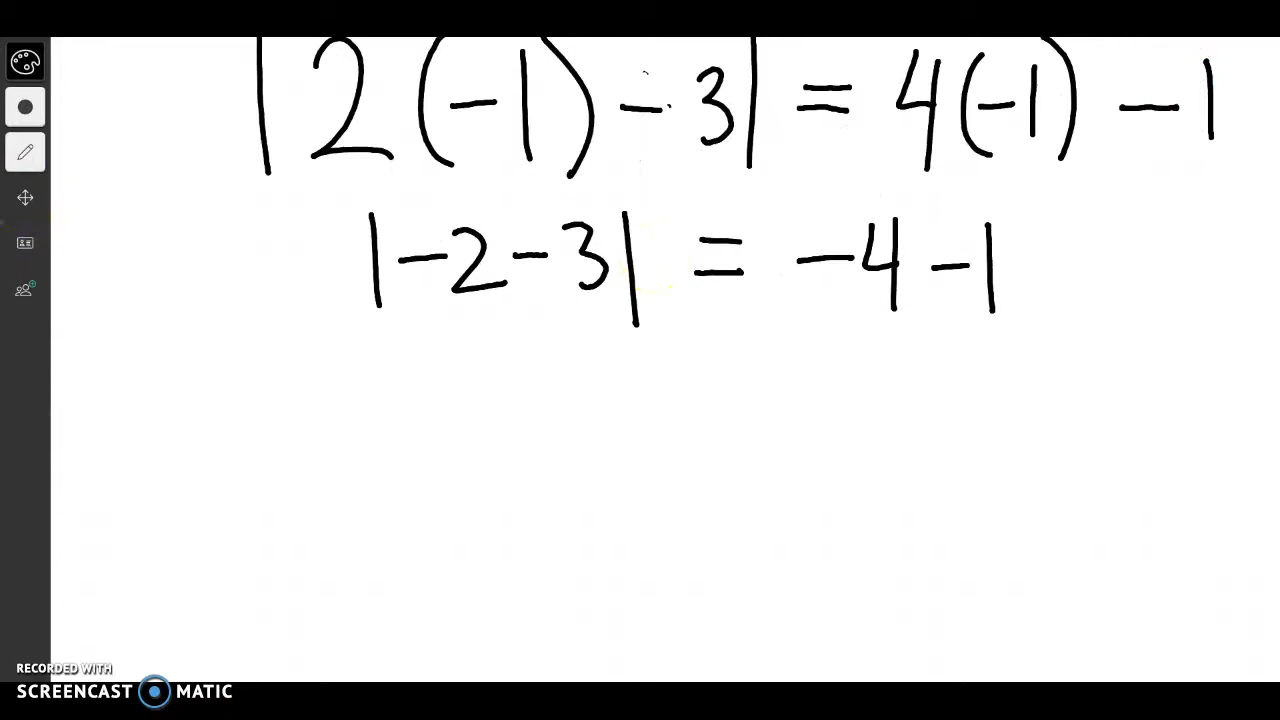 |2(-1)-3| = 4(-1)-1
|-2-3| = -4-1
RECORDED WITH
SCREENCAST MATIC